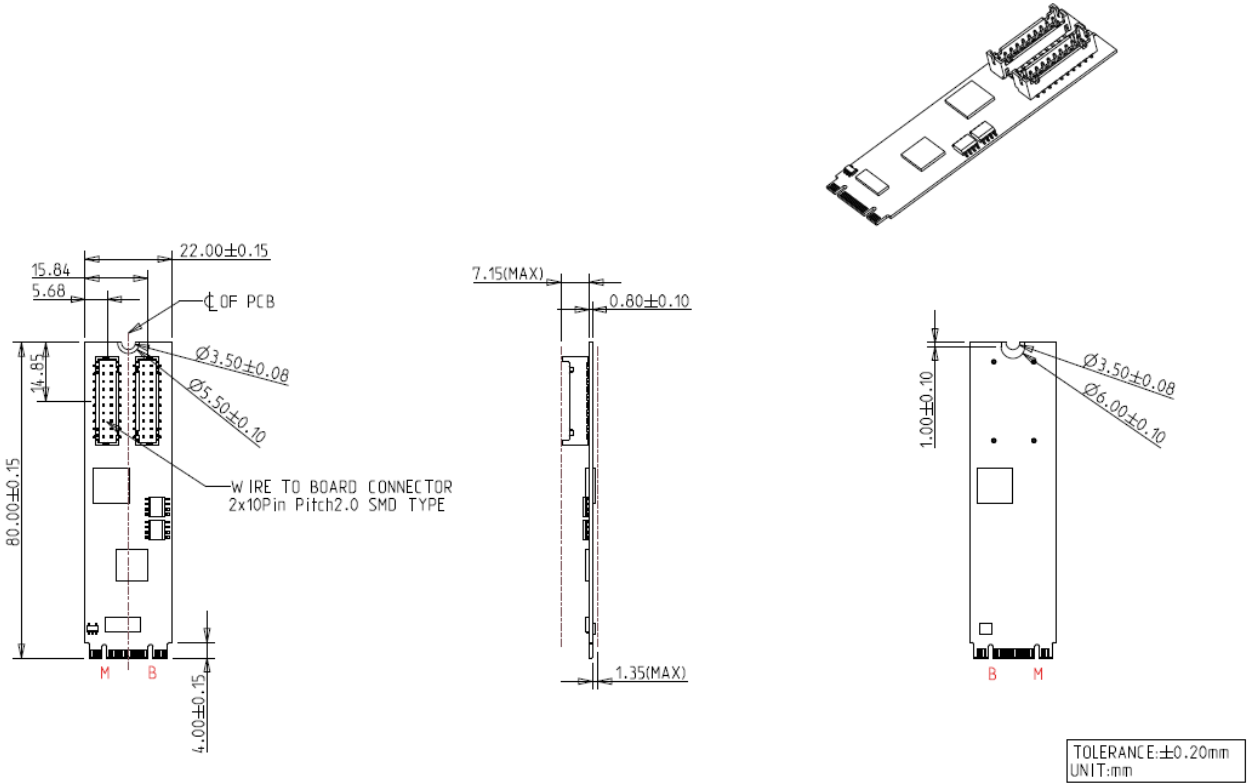 22.00±0.15
15.84
5.68
℄ OF PCB
Ø3.50±0.08
Ø5.50±0.10
14.85
80.00±0.15
WIRE TO BOARD CONNECTOR
2x10Pin Pitch2.0 SMD TYPE
M B
4.00±0.15
7.15(MAX)
0.80±0.10
1.35(MAX)
1.00±0.10
Ø3.50±0.08
Ø6.00±0.10
B M
TOLERANCE:±0.20mm
UNIT:mm